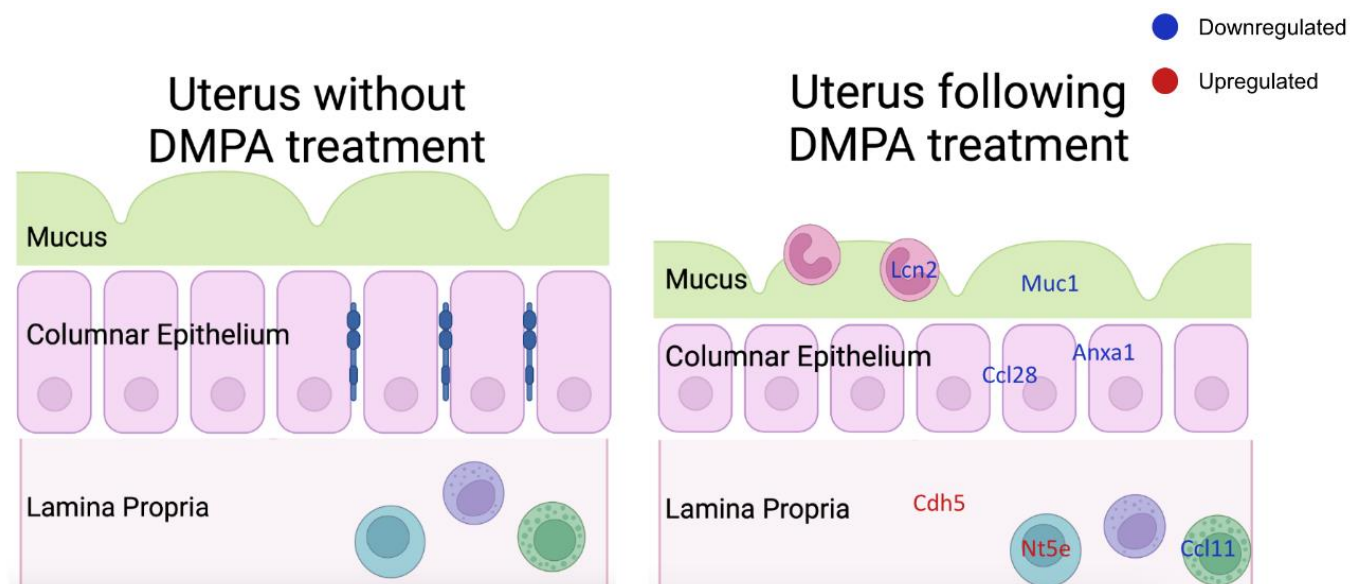 Downregulated
Upregulated
Uterus without
DMPA treatment
Mucus
Columnar Epithelium
Lamina Propria
Uterus following
DMPA treatment
Lcn2
Mucus
Muc1
Columnar Epithelium
Anxa1
Ccl28
Cdh5
Lamina Propria
Nt5e
Ccl11